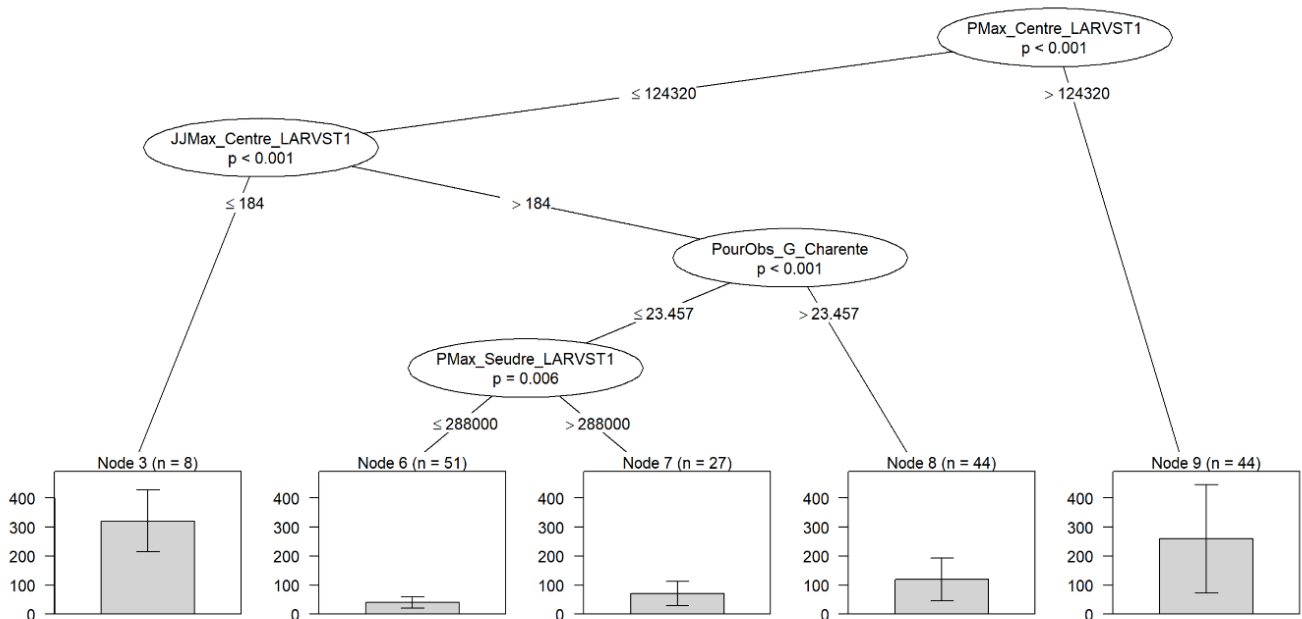 PMax_Centre_LARVST1
p < 0.001
≤ 124320
> 124320
JJMax_Centre_LARVST1
p < 0.001
≤ 184
> 184
PourObs_G_Charente
p < 0.001
≤ 23.457
> 23.457
PMax_Seudre_LARVST1
p = 0.006
≤ 288000
> 288000
Node 3 (n = 8)
400
300
200
100
0
Node 6 (n = 51)
400
300
200
100
0
Node 7 (n = 27)
400
300
200
100
0
Node 8 (n = 44)
400
300
200
100
0
Node 9 (n = 44)
400
300
200
100
0